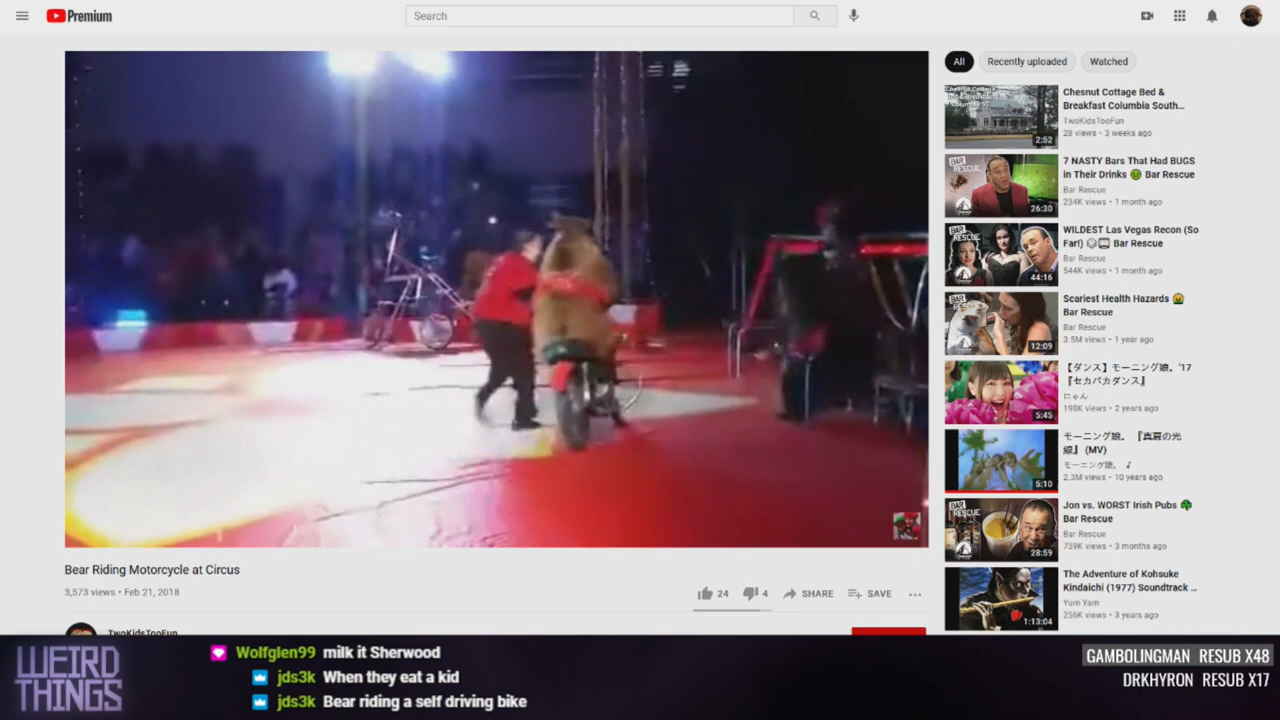 Premium
Search
All
Recently uploaded
Watched
Chesnut Cottage Bed &
Breakfast Columbia South...
TwoKidsTooFun
28 views • 3 weeks ago
2:52
7 NASTY Bars That Had BUGS
in Their Drinks 🤢 Bar Rescue
Bar Rescue
234K views • 1 month ago
BAR RESCUE
26:30
WILDEST Las Vegas Recon (So
Far!) 🎲🎰 Bar Rescue
Bar Rescue
544K views • 1 month ago
BAR RESCUE
44:16
Scariest Health Hazards 🤮
Bar Rescue
Bar Rescue
3.5M views • 1 year ago
BAR RESCUE
12:09
【ダンス】モーニング娘。'17
『セカバカダンス』
にゃん
198K views • 2 years ago
5:45
モーニング娘。 『真夏の光
線』 (MV)
モーニング娘。 ♪
2.3M views • 10 years ago
5:10
Jon vs. WORST Irish Pubs ☘
Bar Rescue
Bar Rescue
739K views • 3 months ago
BAR RESCUE
28:59
The Adventure of Kohsuke
Kindaichi (1977) Soundtrack ...
Yum Yam
256K views • 3 years ago
1:13:04
Bear Riding Motorcycle at Circus
3,573 views • Feb 21, 2018
24
4
SHARE
SAVE
TwoKidsTooFun
WEIRD
THINGS
Wolfglen99 milk it Sherwood
jds3k When they eat a kid
jds3k Bear riding a self driving bike
GAMBOLINGMAN RESUB X48
DRKHYRON RESUB X17